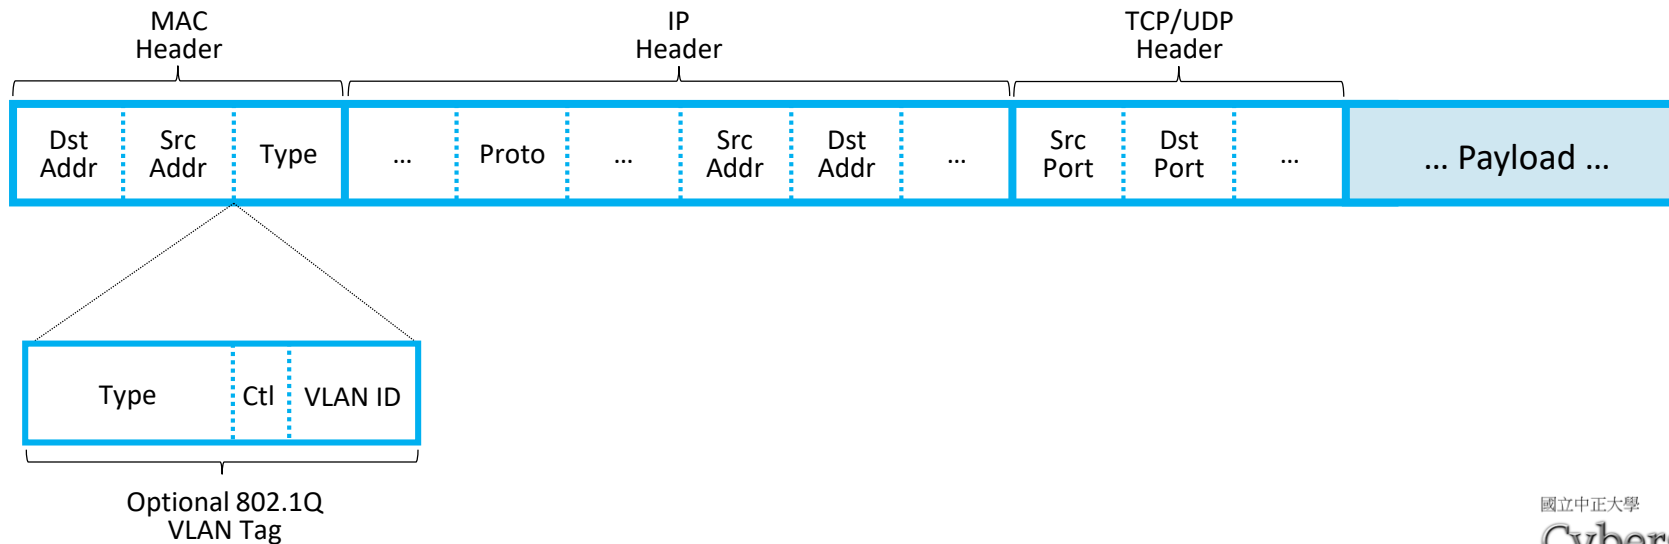 MAC
Header
IP
Header
TCP/UDP
Header
Dst
Addr
Src
Addr
Type
...
Proto
...
Src
Addr
Dst
Addr
...
Src
Port
Dst
Port
...
... Payload ...
Type
Ctl
VLAN ID
Optional 802.1Q
VLAN Tag
國立中正大學